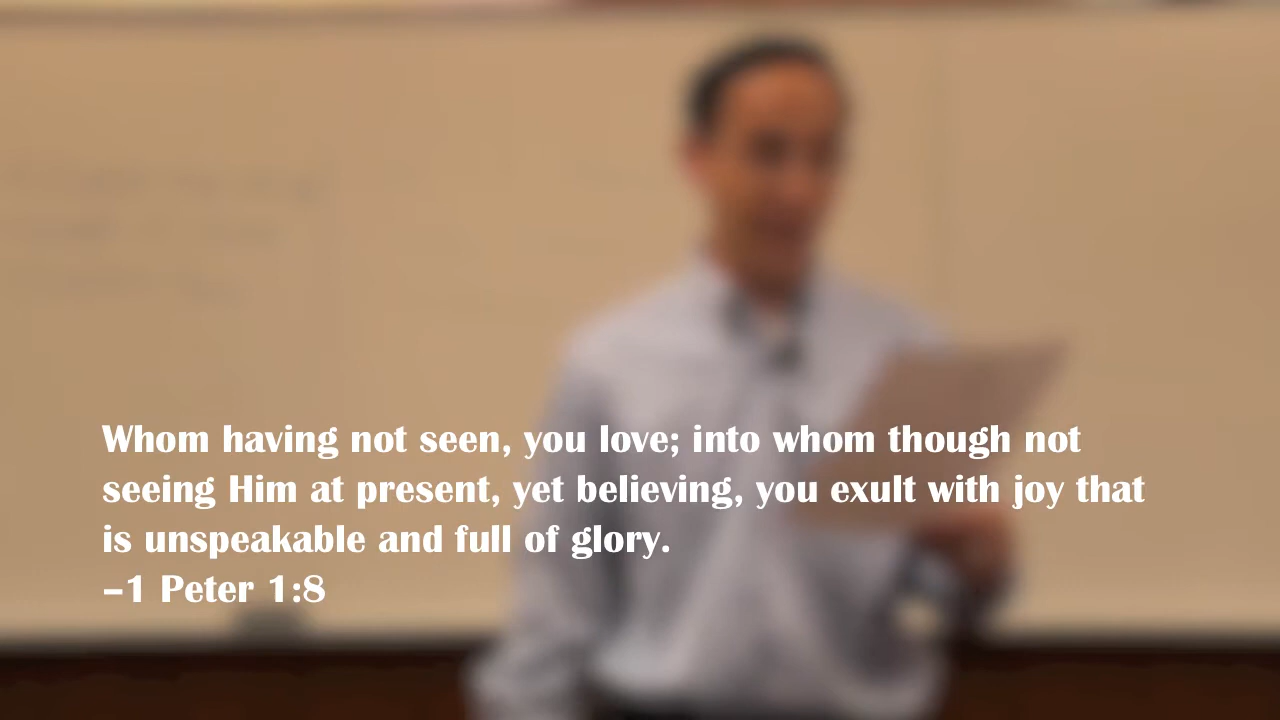 Whom having not seen, you love; into whom though not
seeing Him at present, yet believing, you exult with joy that
is unspeakable and full of glory.
–1 Peter 1:8